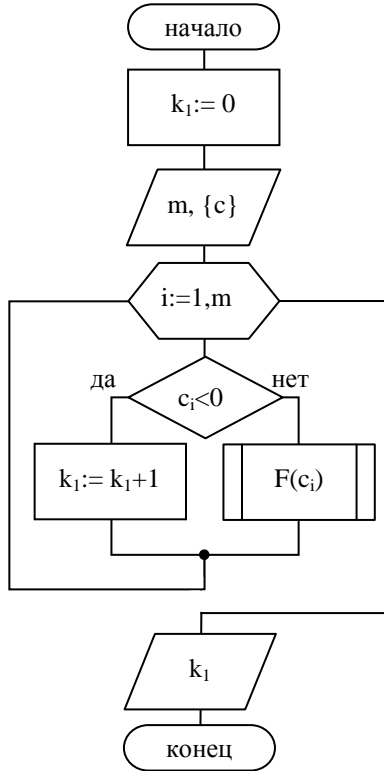 начало
k₁:= 0
m, {c}
i:=1,m
да
cᵢ<0
нет
k₁:= k₁+1
F(cᵢ)
k₁
конец